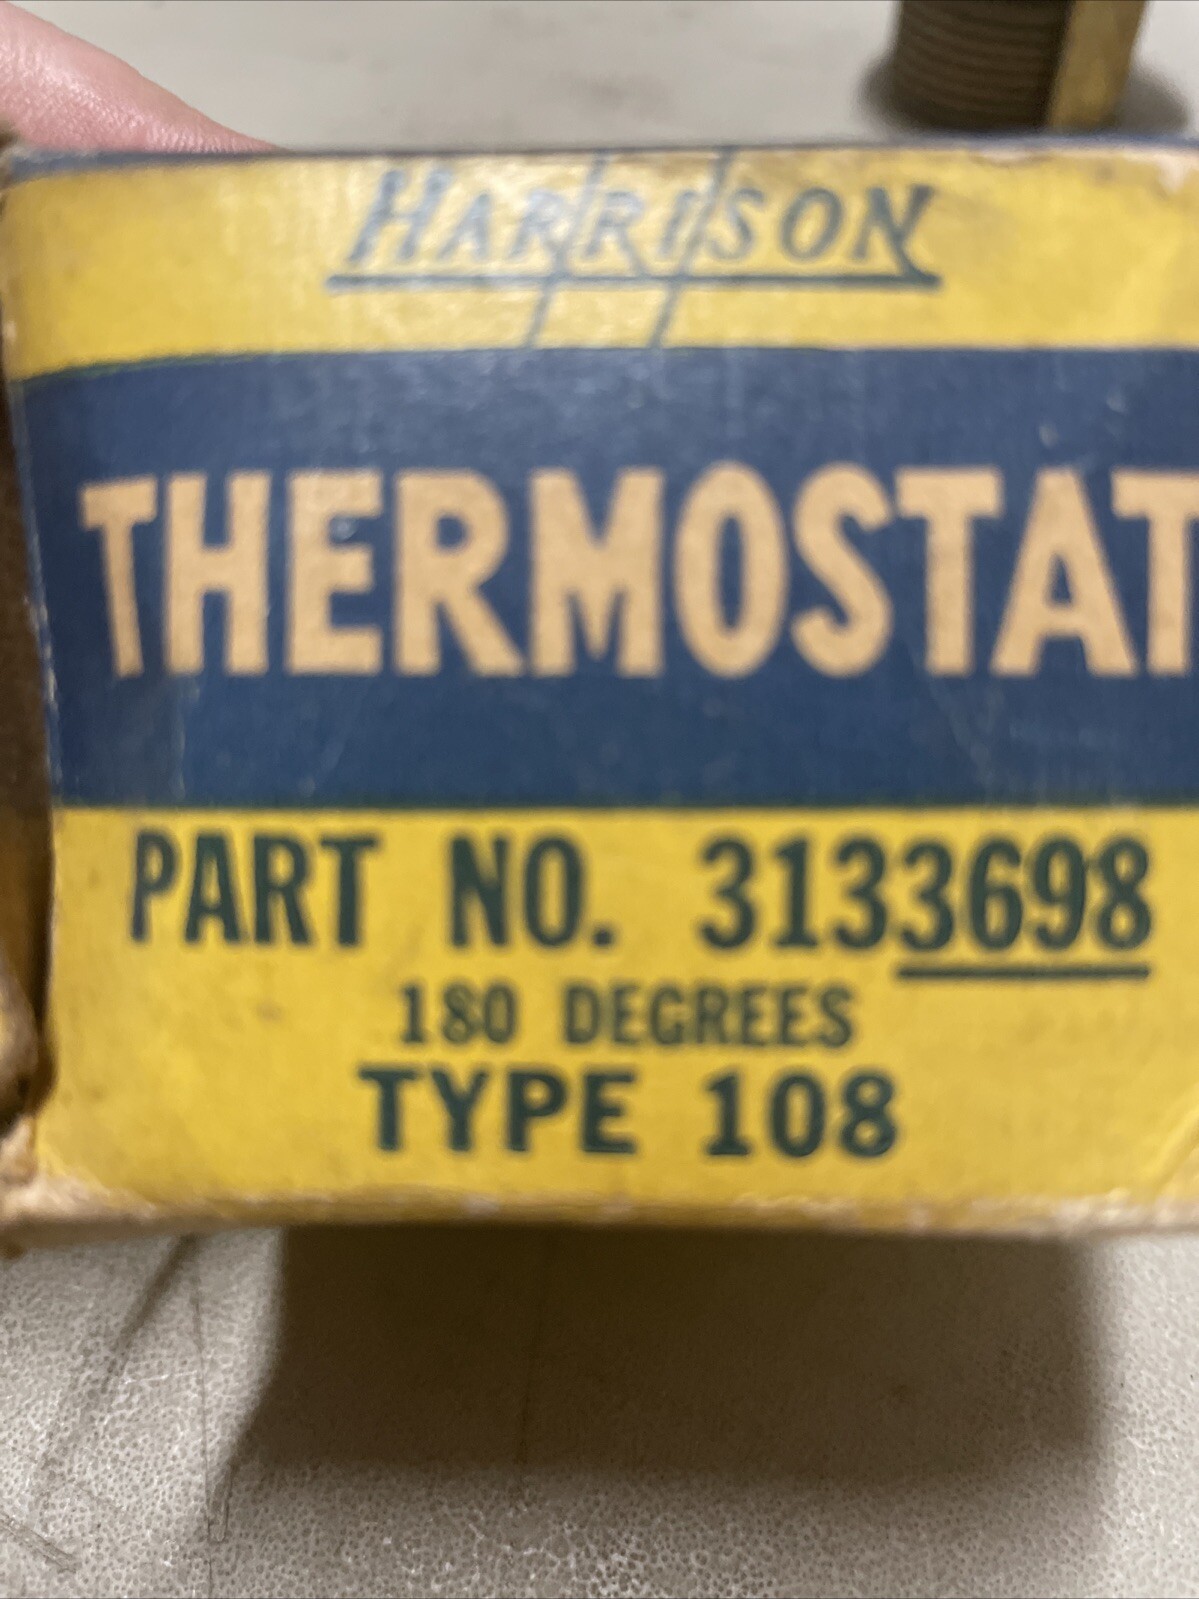 HARRISON
THERMOSTAT
PART NO. 3133698
180 DEGREES
TYPE 108